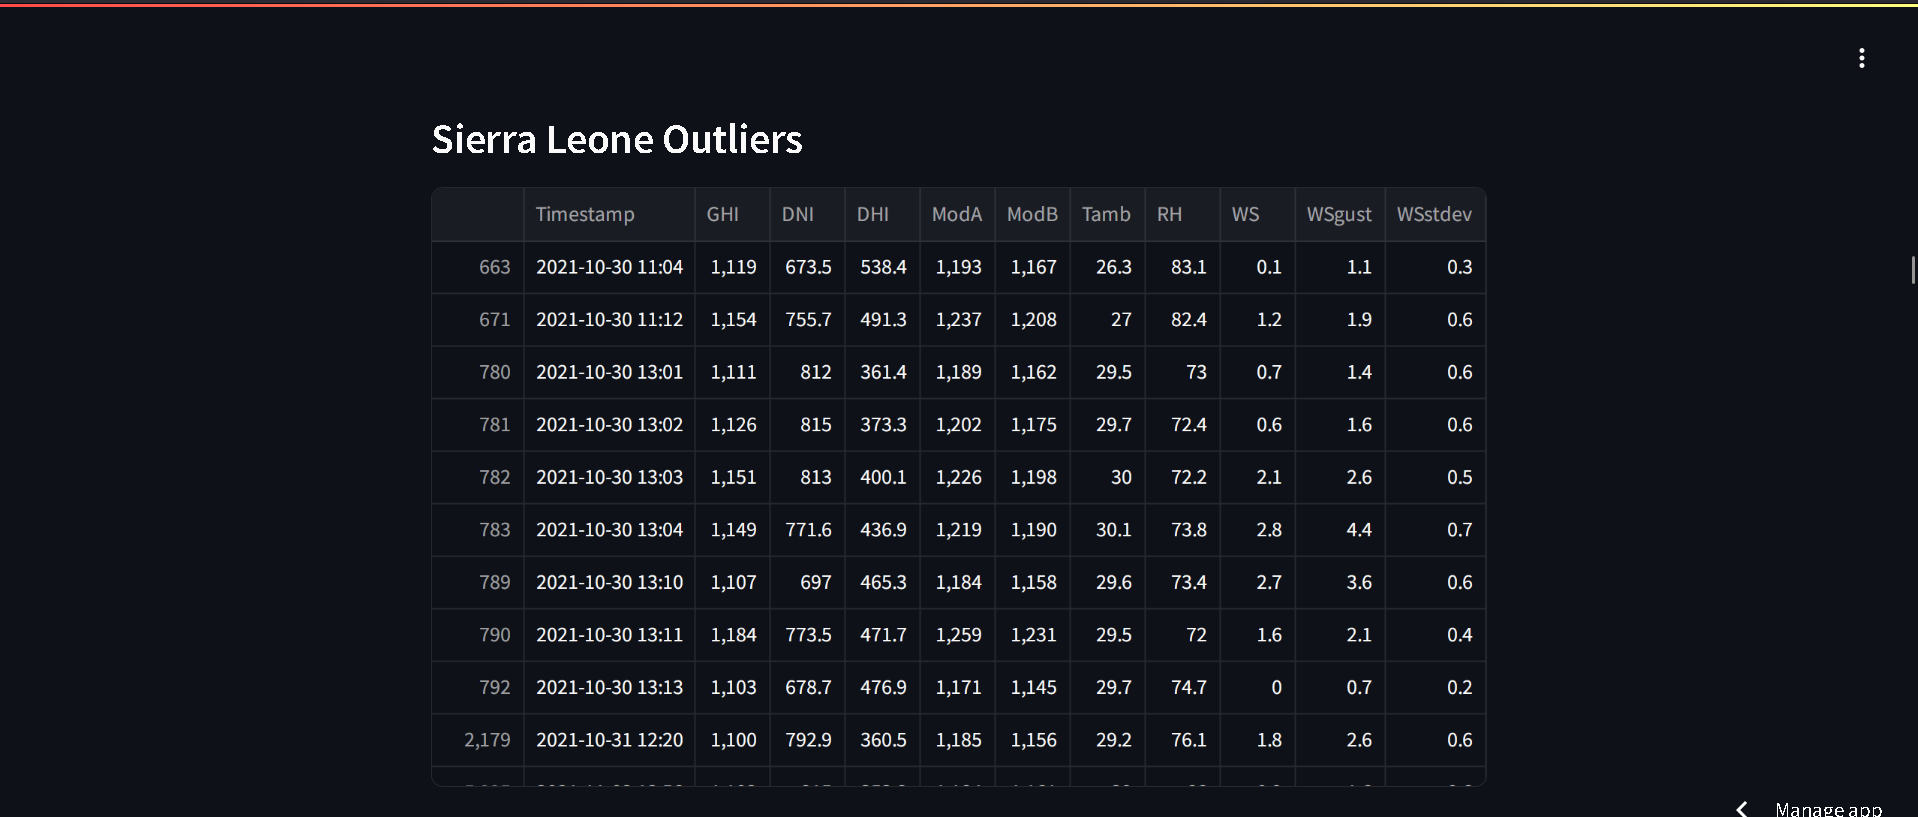 Sierra Leone Outliers
Timestamp GHI DNI DHI ModA ModB Tamb RH WS WSgust WSstdev
663 2021-10-30 11:04 1,119 673.5 538.4 1,193 1,167 26.3 83.1 0.1 1.1 0.3
671 2021-10-30 11:12 1,154 755.7 491.3 1,237 1,208 27 82.4 1.2 1.9 0.6
780 2021-10-30 13:01 1,111 812 361.4 1,189 1,162 29.5 73 0.7 1.4 0.6
781 2021-10-30 13:02 1,126 815 373.3 1,202 1,175 29.7 72.4 0.6 1.6 0.6
782 2021-10-30 13:03 1,151 813 400.1 1,226 1,198 30 72.2 2.1 2.6 0.5
783 2021-10-30 13:04 1,149 771.6 436.9 1,219 1,190 30.1 73.8 2.8 4.4 0.7
789 2021-10-30 13:10 1,107 697 465.3 1,184 1,158 29.6 73.4 2.7 3.6 0.6
790 2021-10-30 13:11 1,184 773.5 471.7 1,259 1,231 29.5 72 1.6 2.1 0.4
792 2021-10-30 13:13 1,103 678.7 476.9 1,171 1,145 29.7 74.7 0 0.7 0.2
2,179 2021-10-31 12:20 1,100 792.9 360.5 1,185 1,156 29.2 76.1 1.8 2.6 0.6
Manage app